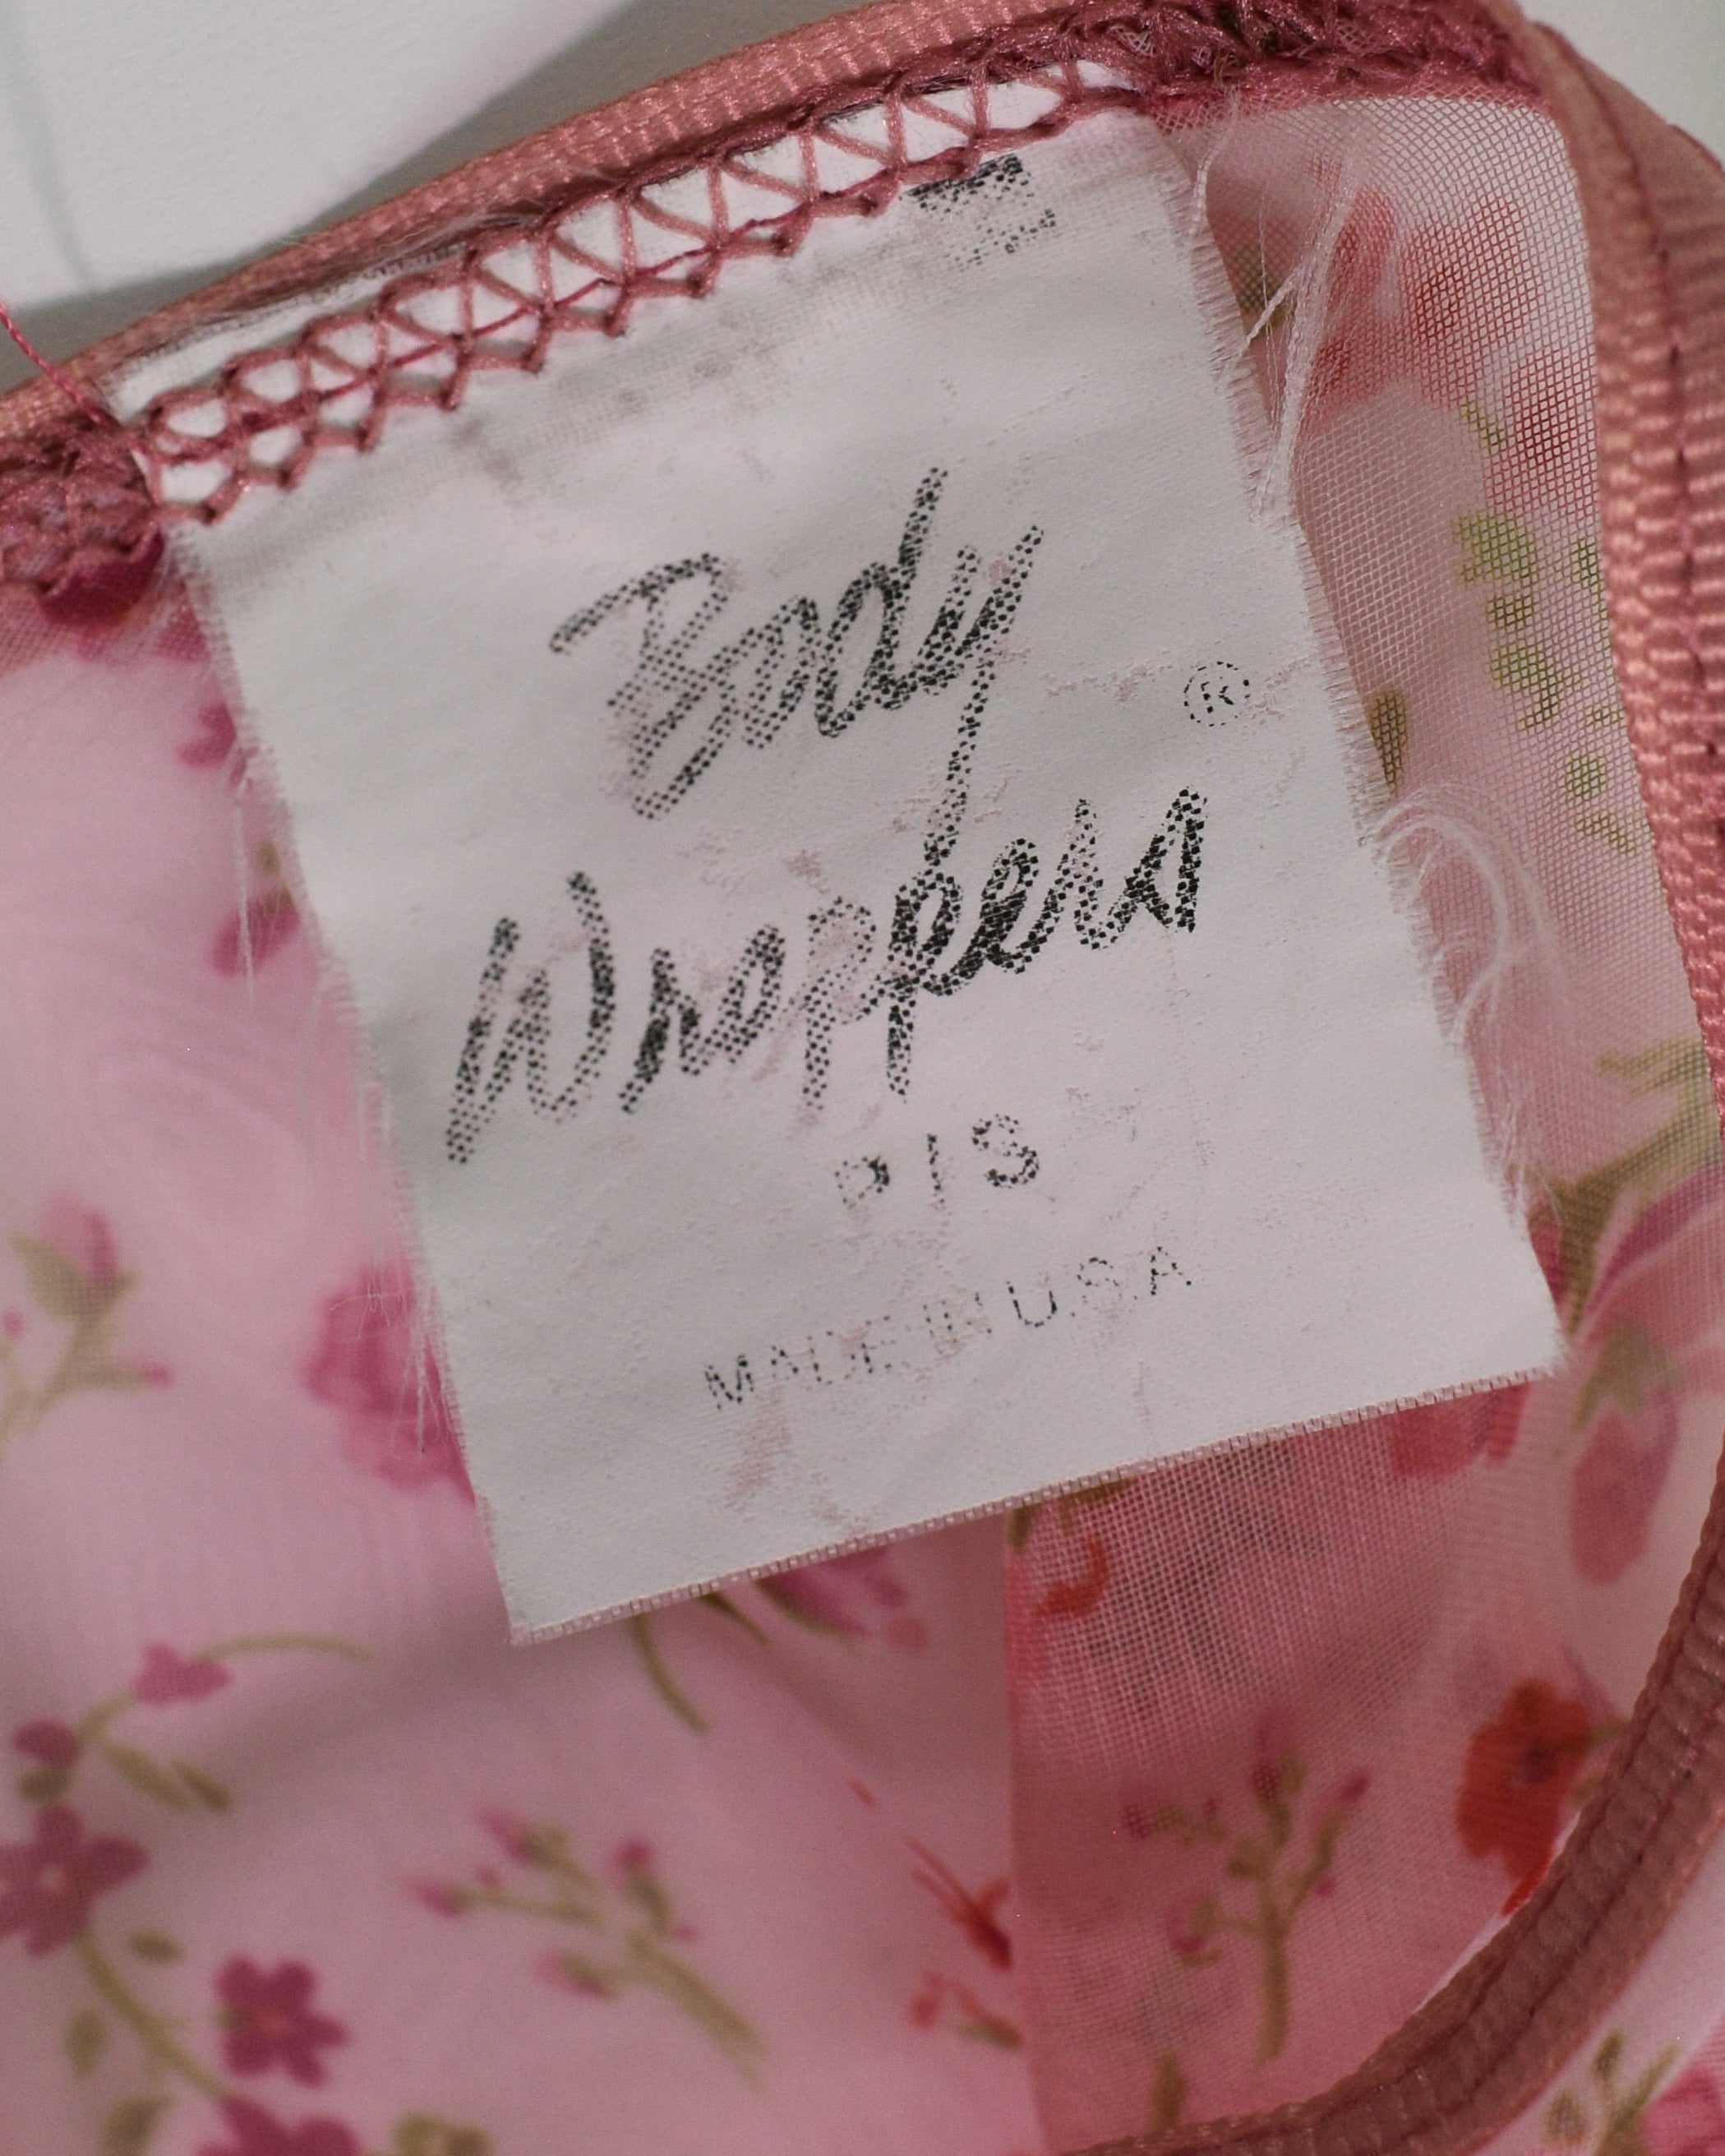 Body
®
Wrappers
P/S
MADE IN U.S.A